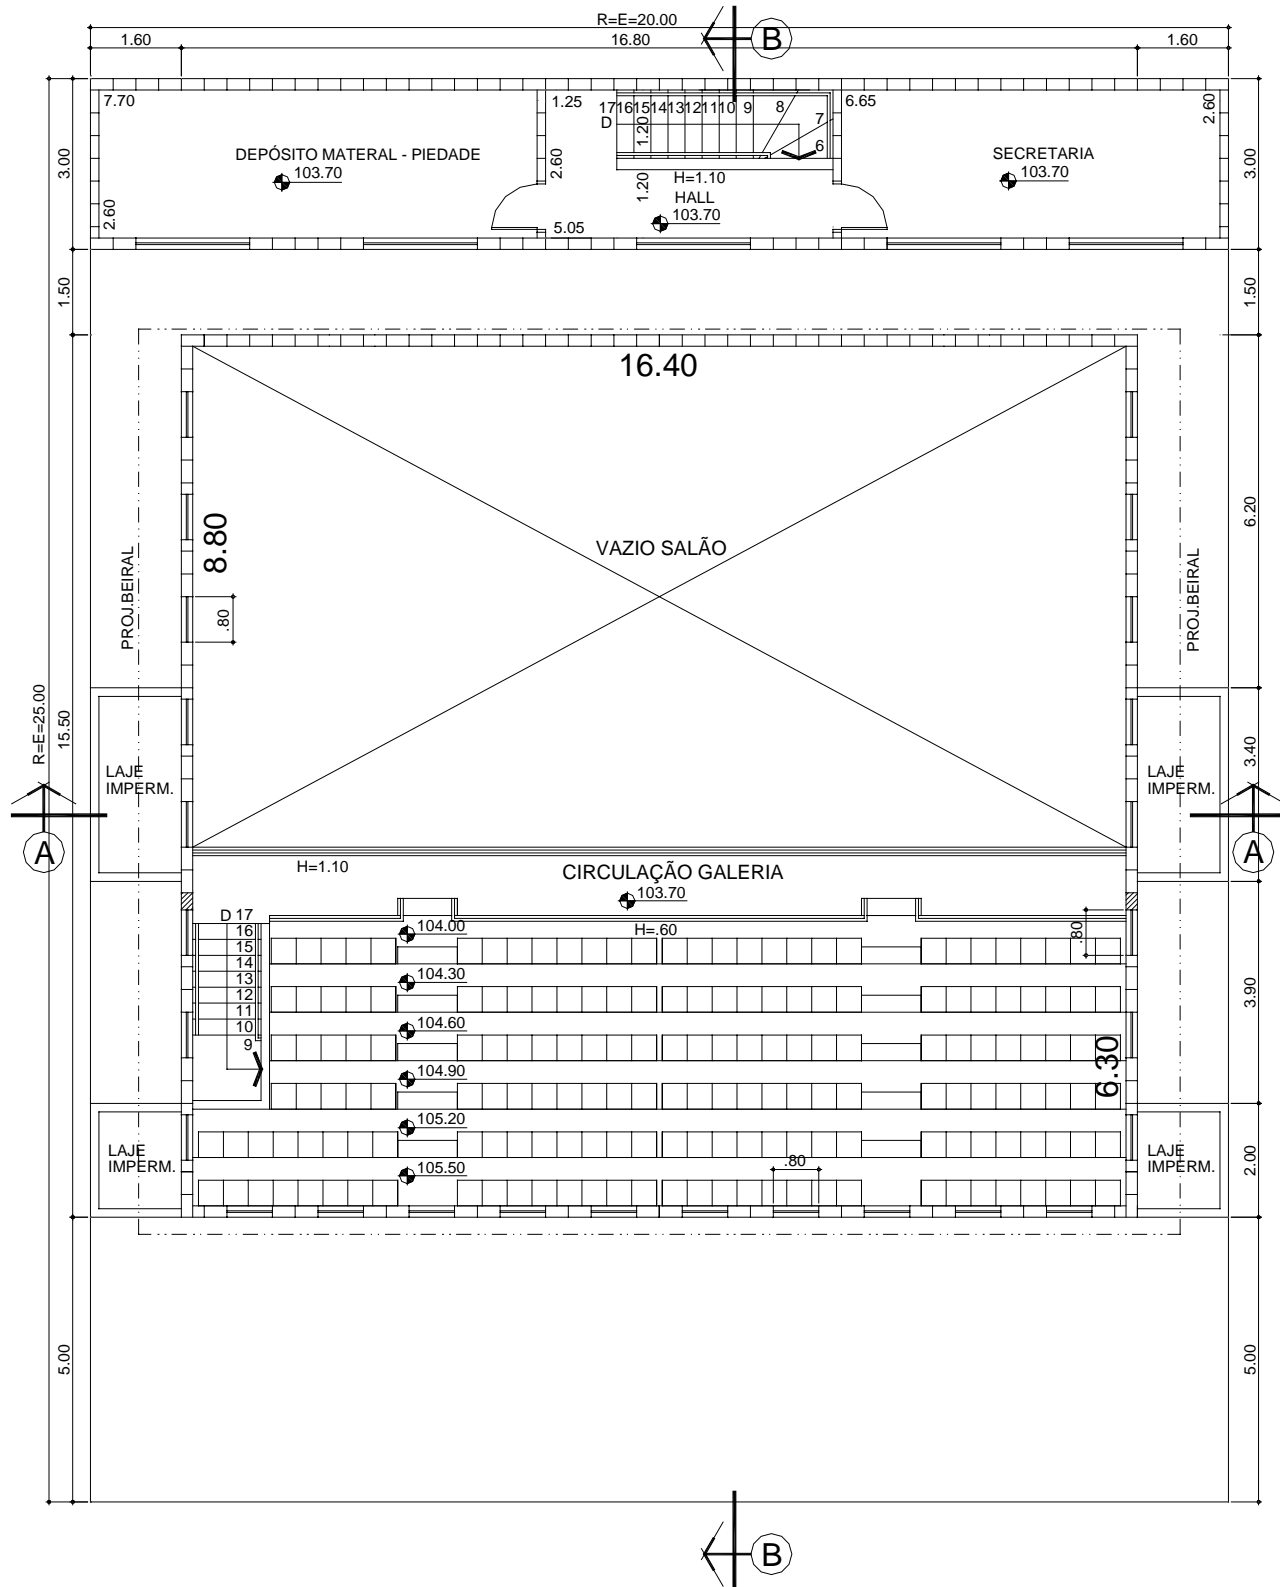 R=E=20.00
1.60
16.80
1.60
B
7.70
1.25
17 16 15 14 13 12 11 10 9 8
7
6
D
1.20
6.65
2.60
3.00
DEPÓSITO MATERAL - PIEDADE
103.70
2.60
2.60
H=1.10
1.20
HALL
103.70
5.05
SECRETARIA
103.70
3.00
1.50
1.50
16.40
8.80
.80
VAZIO SALÃO
PROJ.BEIRAL
PROJ.BEIRAL
6.20
R=E=25.00
15.50
LAJE
IMPERM.
LAJE
IMPERM.
3.40
A
A
H=1.10
CIRCULAÇÃO GALERIA
103.70
D 17
16
15
14
13
12
11
10
9
104.00
H=.60
.80
104.30
104.60
104.90
105.20
105.50
6.30
3.90
LAJE
IMPERM.
.80
LAJE
IMPERM.
2.00
5.00
5.00
B